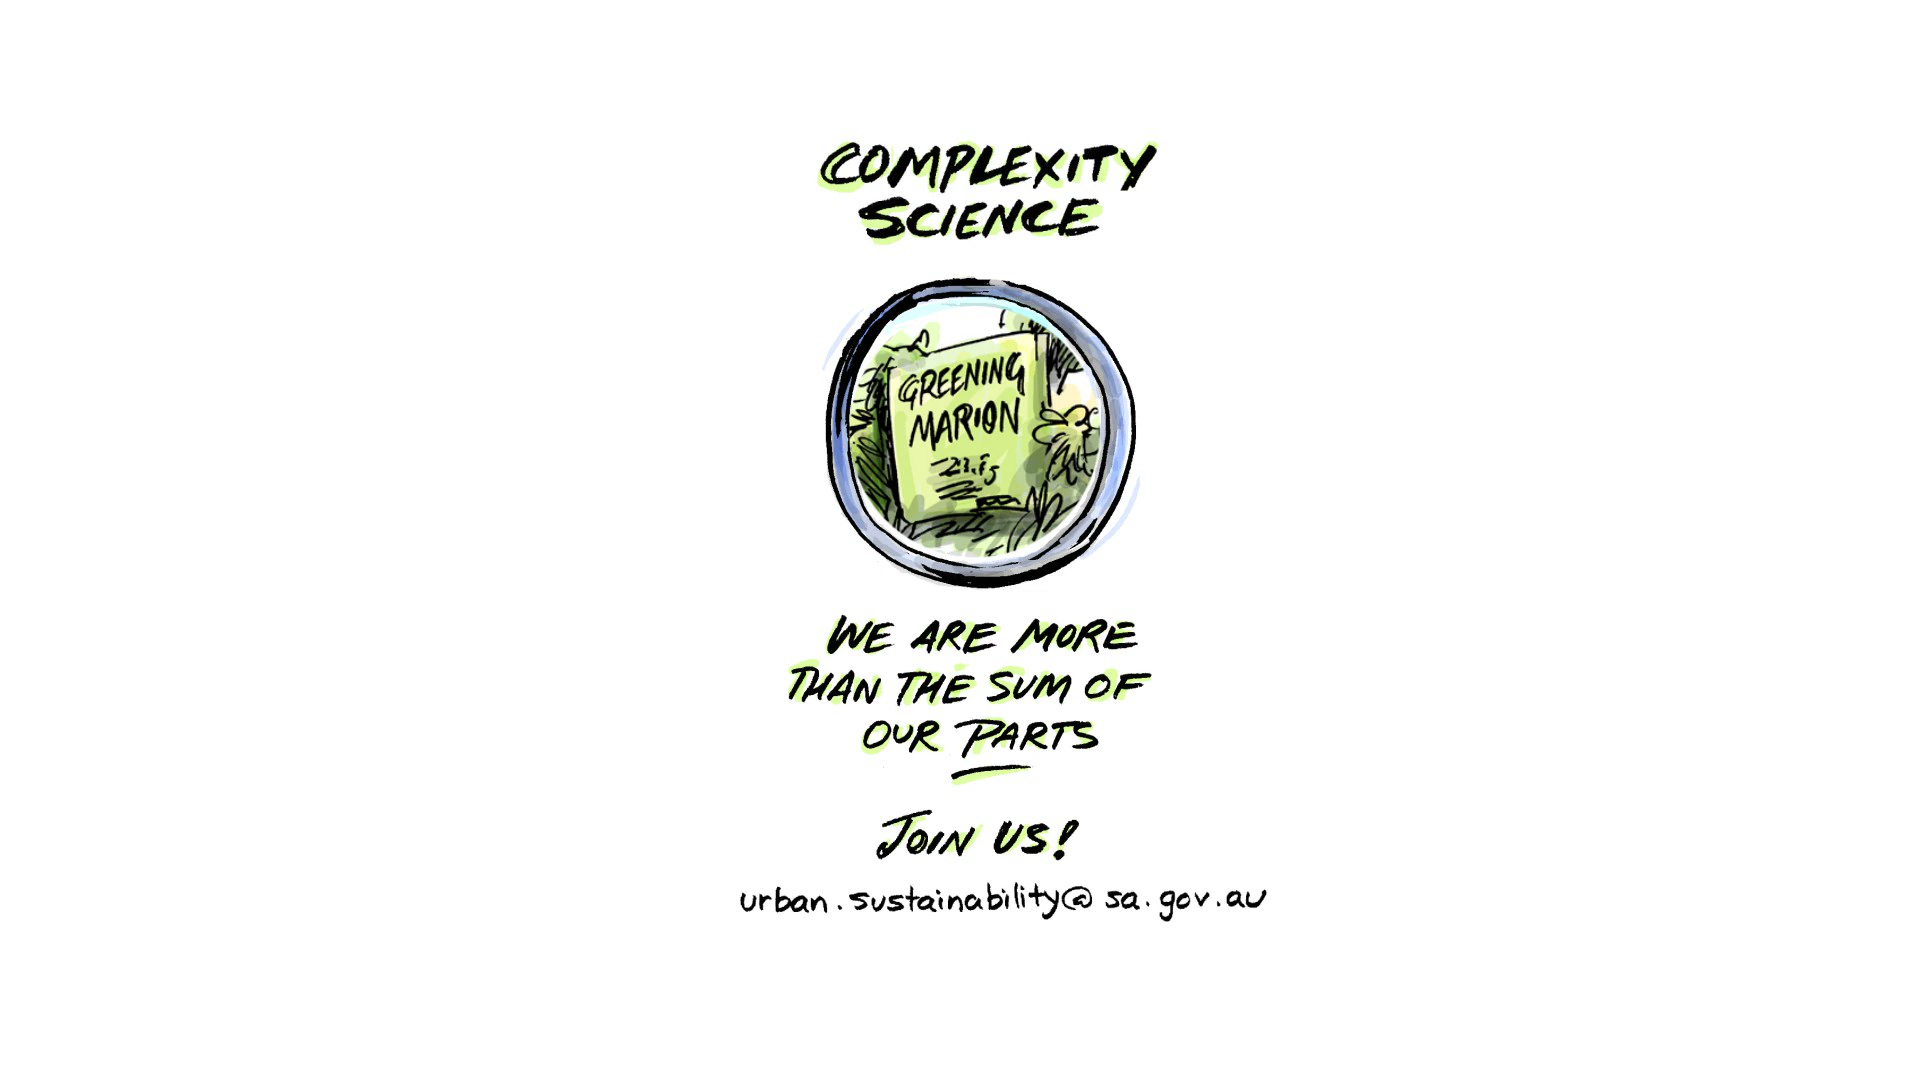 COMPLEXITY
SCIENCE
GREENING
MARION
WE ARE MORE
THAN THE SUM OF
OUR PARTS
JOIN US!
urban.sustainability@sa.gov.au